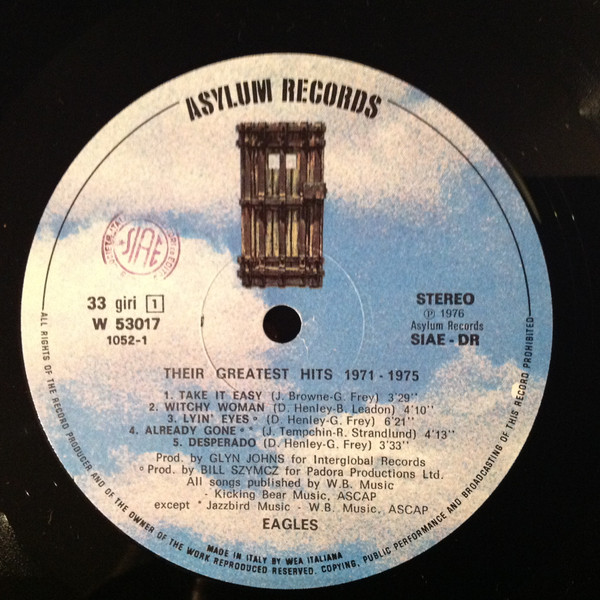 ASYLUM RECORDS
SIAE
33 giri 1
W 53017
1052-1
STEREO
Ⓟ 1976
Asylum Records
SIAE - DR
THEIR GREATEST HITS 1971 - 1975
1. TAKE IT EASY (J. Browne-G. Frey) 3'29''
2. WITCHY WOMAN (D. Henley-B. Leadon) 4'10''
3. LYIN' EYES ° (D. Henley-G. Frey) 6'21''
4. ALREADY GONE ° * (J. Tempchin-R. Strandlund) 4'13''
5. DESPERADO (D. Henley-G. Frey) 3'33''
Prod. by GLYN JOHNS for Interglobal Records
° Prod. by BILL SZYMCZ for Padora Productions Ltd.
All songs published by W.B. Music
- Kicking Bear Music, ASCAP
except * Jazzbird Music - W.B. Music, ASCAP
EAGLES
MADE IN ITALY BY WEA ITALIANA
ALL RIGHTS OF THE RECORD PRODUCER AND OF THE OWNER OF THE WORK REPRODUCED RESERVED. COPYING, PUBLIC PERFORMANCE AND BROADCASTING OF THIS RECORD PROHIBITED